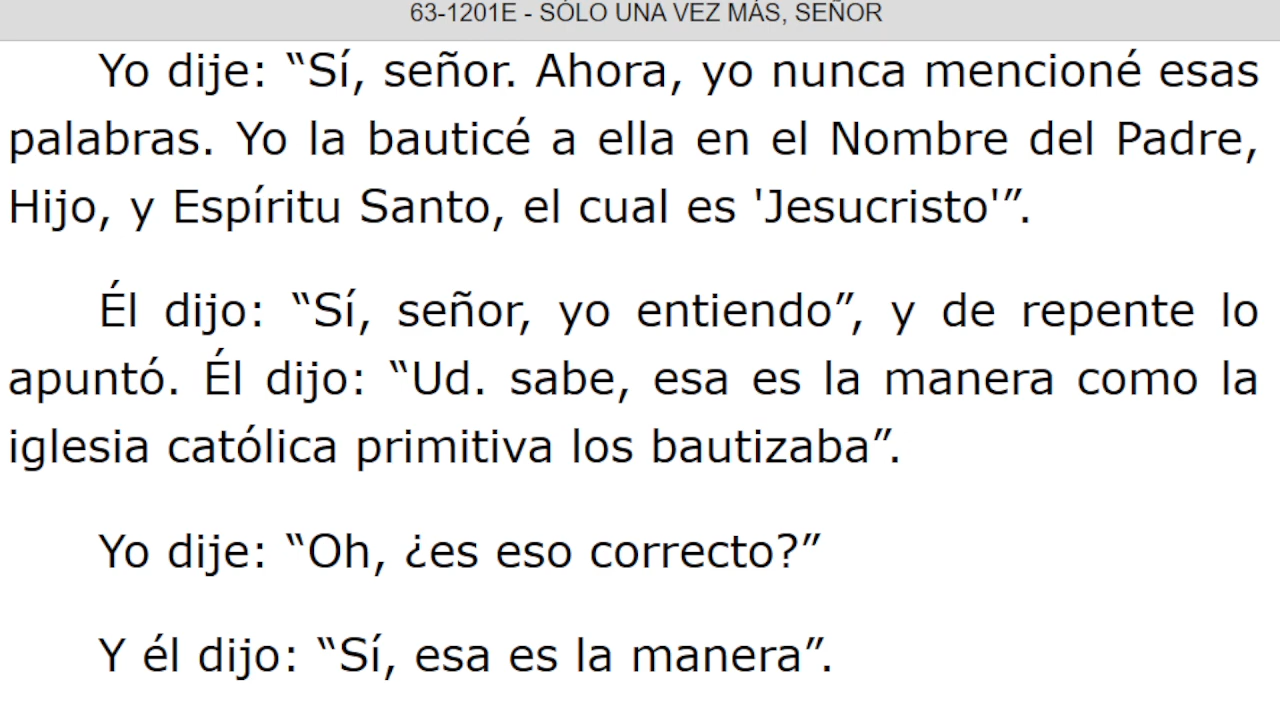 63-1201E - SÓLO UNA VEZ MÁS, SEÑOR
Yo dije: “Sí, señor. Ahora, yo nunca mencioné esas
palabras. Yo la bauticé a ella en el Nombre del Padre,
Hijo, y Espíritu Santo, el cual es 'Jesucristo'”.
Él dijo: “Sí, señor, yo entiendo”, y de repente lo
apuntó. Él dijo: “Ud. sabe, esa es la manera como la
iglesia católica primitiva los bautizaba”.
Yo dije: “Oh, ¿es eso correcto?”
Y él dijo: “Sí, esa es la manera”.